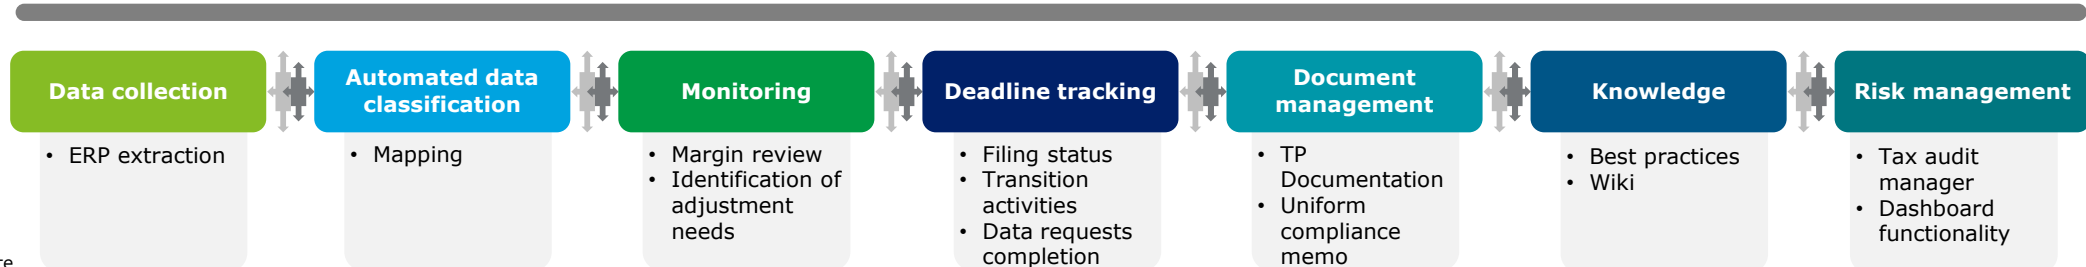 Data collection
• ERP extraction
Automated data
classification
• Mapping
Monitoring
• Margin review
• Identification of
adjustment
needs
Deadline tracking
• Filing status
• Transition
activities
• Data requests
completion
Document
management
• TP
Documentation
• Uniform
compliance
memo
Knowledge
• Best practices
• Wiki
Risk management
• Tax audit
manager
• Dashboard
functionality